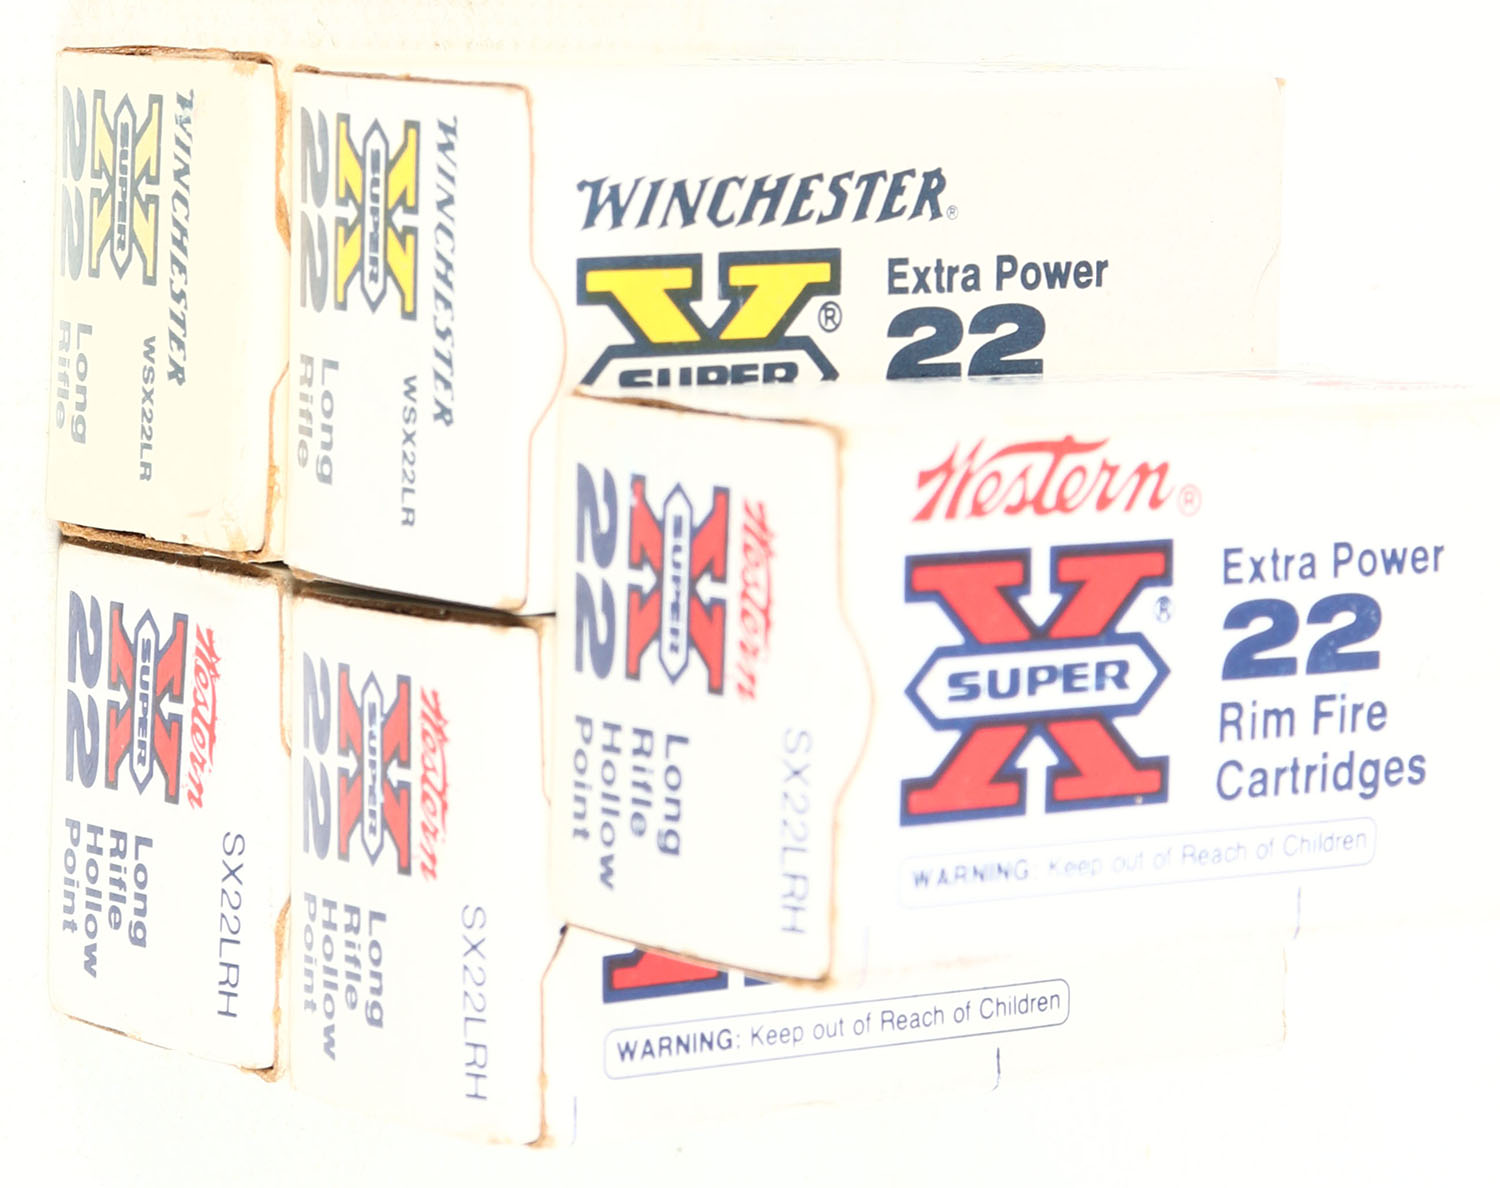 WINCHESTER
SUPER X
22
Long
Rifle
WSX22LR
WINCHESTER
SUPER X
22
Long
Rifle
WSX22LR
WINCHESTER®
X®
SUPER
Extra Power
22
Western
SUPER X
22
Long
Rifle
Hollow
Point
SX22LRH
Western®
X®
SUPER
Extra Power
22
Rim Fire
Cartridges
WARNING: Keep out of Reach of Children
Western
SUPER X
22
Long
Rifle
Hollow
Point
SX22LRH
Western
SUPER X
22
Long
Rifle
Hollow
Point
SX22LRH
WARNING: Keep out of Reach of Children